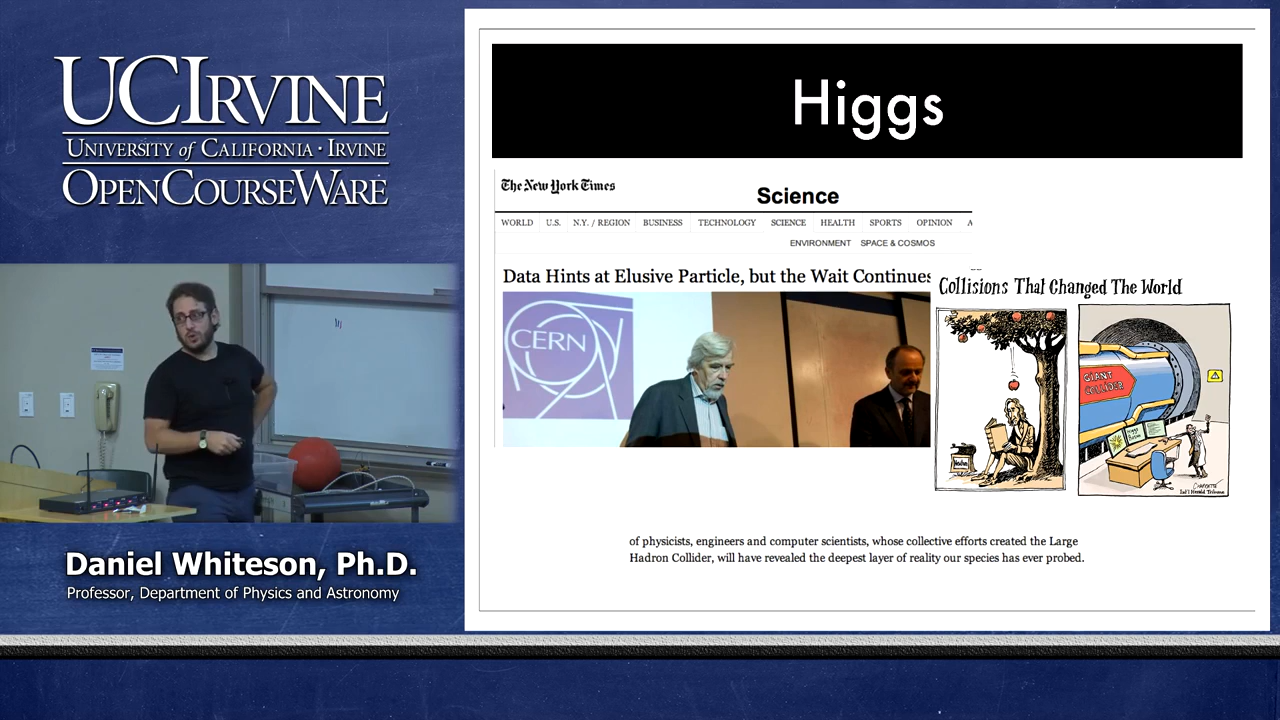 UCIRVINE
UNIVERSITY of CALIFORNIA · IRVINE
OPENCOURSEWARE
Daniel Whiteson, Ph.D.
Professor, Department of Physics and Astronomy
Higgs
The New York Times
Science
WORLD U.S. N.Y. / REGION BUSINESS TECHNOLOGY SCIENCE HEALTH SPORTS OPINION A
ENVIRONMENT SPACE & COSMOS
Data Hints at Elusive Particle, but the Wait Continues
CERN
Collisions That Changed The World
GIANT
COLLIDER
of physicists, engineers and computer scientists, whose collective efforts created the Large
Hadron Collider, will have revealed the deepest layer of reality our species has ever probed.